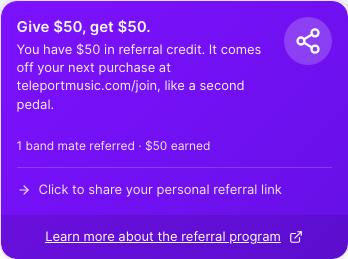 Give $50, get $50.
You have $50 in referral credit. It comes
off your next purchase at
teleportmusic.com/join, like a second
pedal.
1 band mate referred · $50 earned
→ Click to share your personal referral link
Learn more about the referral program